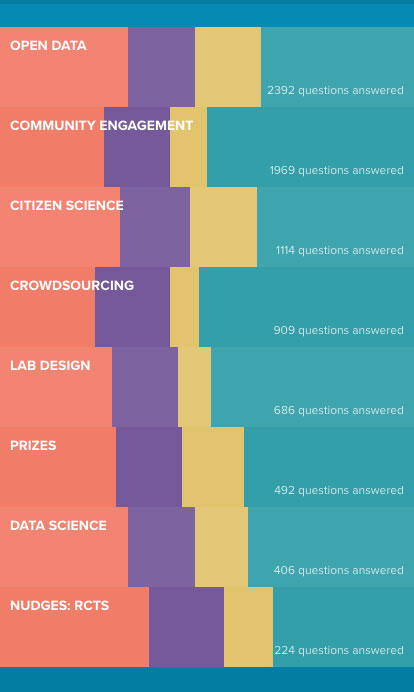 OPEN DATA
2392 questions answered
COMMUNITY ENGAGEMENT
1969 questions answered
CITIZEN SCIENCE
1114 questions answered
CROWDSOURCING
909 questions answered
LAB DESIGN
686 questions answered
PRIZES
492 questions answered
DATA SCIENCE
406 questions answered
NUDGES: RCTS
224 questions answered